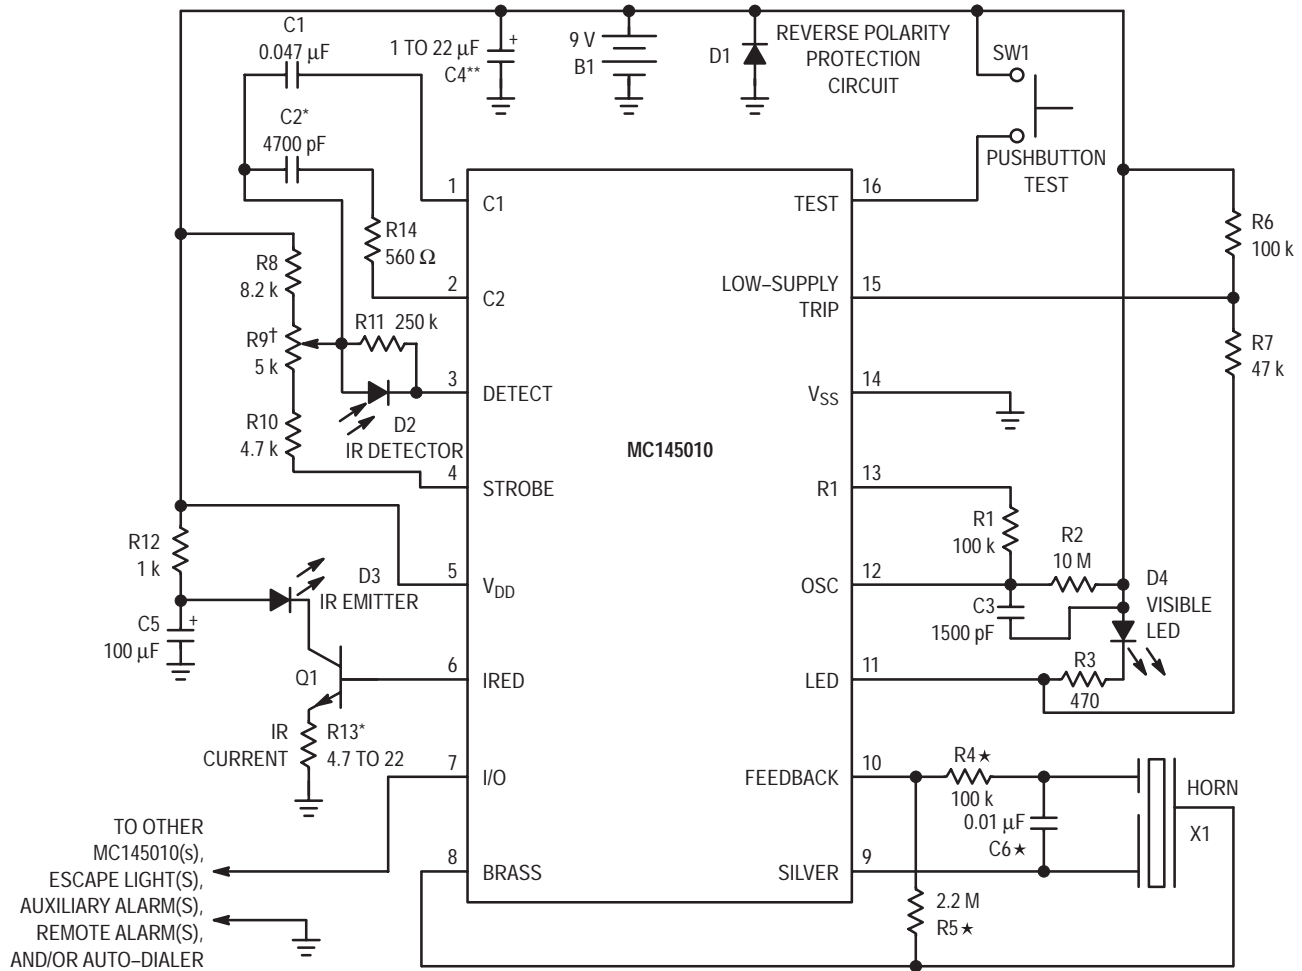 C1
0.047 µF
1 TO 22 µF
+
C4**
9 V
B1
D1
REVERSE POLARITY
PROTECTION
CIRCUIT
SW1
PUSHBUTTON
TEST
C2*
4700 pF
R14
560 Ω
R8
8.2 k
R9†
5 k
R10
4.7 k
R11 250 k
D2
IR DETECTOR
R12
1 k
C5
+
100 µF
D3
IR EMITTER
Q1
IR
CURRENT
R13*
4.7 TO 22
TO OTHER
MC145010(s),
ESCAPE LIGHT(S),
AUXILIARY ALARM(S),
REMOTE ALARM(S),
AND/OR AUTO–DIALER
MC145010
1
C1
2
C2
3
DETECT
4
STROBE
5
VDD
6
IRED
7
I/O
8
BRASS
16
TEST
15
LOW–SUPPLY
TRIP
14
VSS
13
R1
12
OSC
11
LED
10
FEEDBACK
9
SILVER
R6
100 k
R7
47 k
R1
100 k
R2
10 M
C3
1500 pF
D4
VISIBLE
LED
R3
470
R4★
100 k
0.01 µF
C6★
2.2 M
R5★
HORN
X1